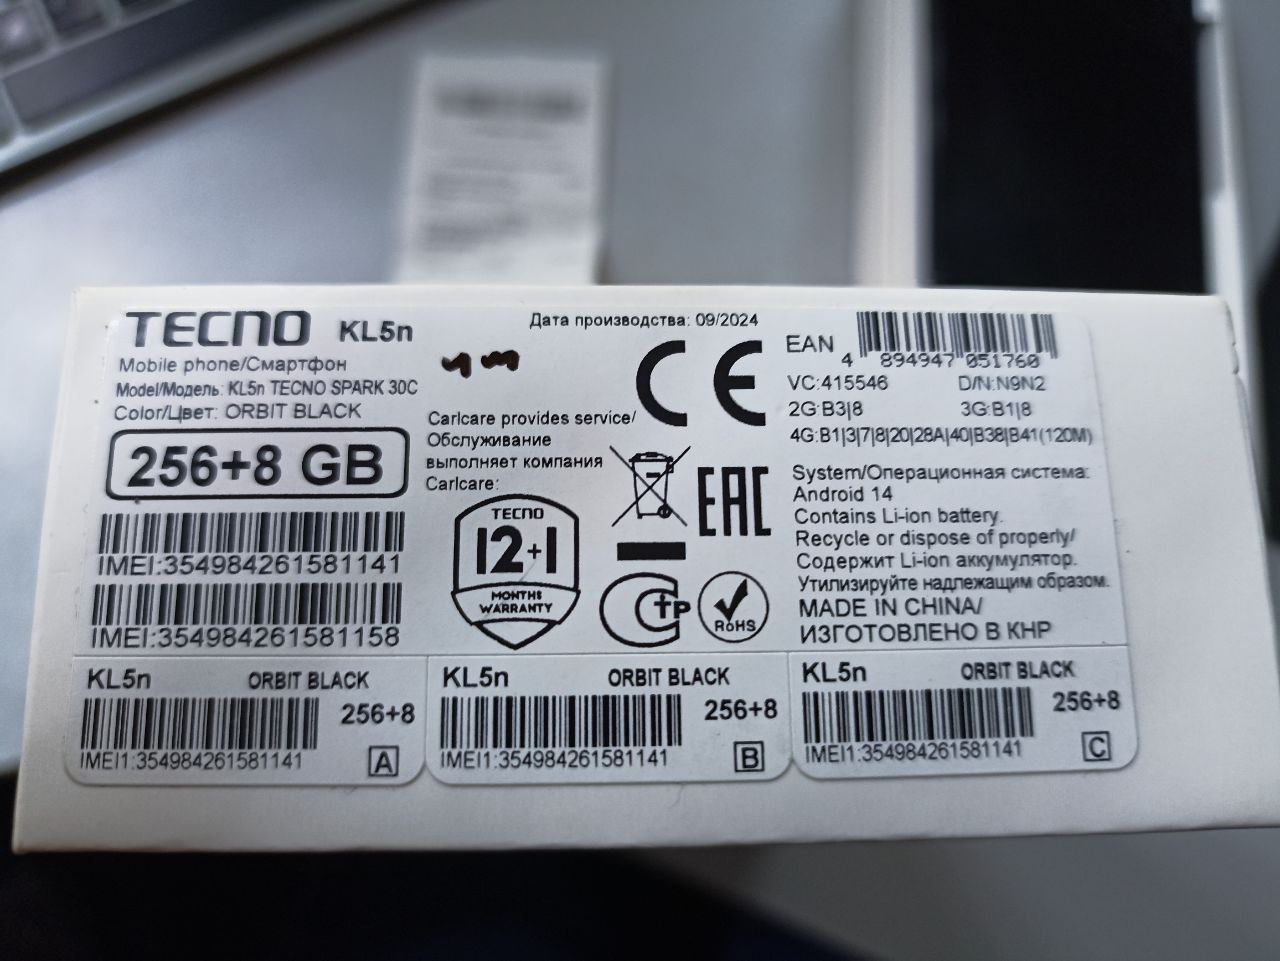 TECNO KL5n
Mobile phone/Смартфон
Model/Модель: KL5n TECNO SPARK 30C
Color/Цвет: ORBIT BLACK
256+8 GB
IMEI:354984261581141
IMEI:354984261581158
Дата производства: 09/2024
Carlcare provides service/
Обслуживание
выполняет компания
Carlcare:
TECNO
12+1
MONTHS
WARRANTY
CE
EAC
RoHS
EAN
4 894947 051760
VC:415546 D/N:N9N2
2G:B3|8 3G:B1|8
4G:B1|3|7|8|20|28A|40|B38|B41(120M)
System/Операционная система:
Android 14
Contains Li-ion battery.
Recycle or dispose of properly/
Содержит Li-ion аккумулятор.
Утилизируйте надлежащим образом.
MADE IN CHINA/
ИЗГОТОВЛЕНО В КНР
KL5n ORBIT BLACK
256+8
IMEI1:354984261581141 A
KL5n ORBIT BLACK
256+8
IMEI1:354984261581141 B
KL5n ORBIT BLACK
256+8
IMEI1:354984261581141 C